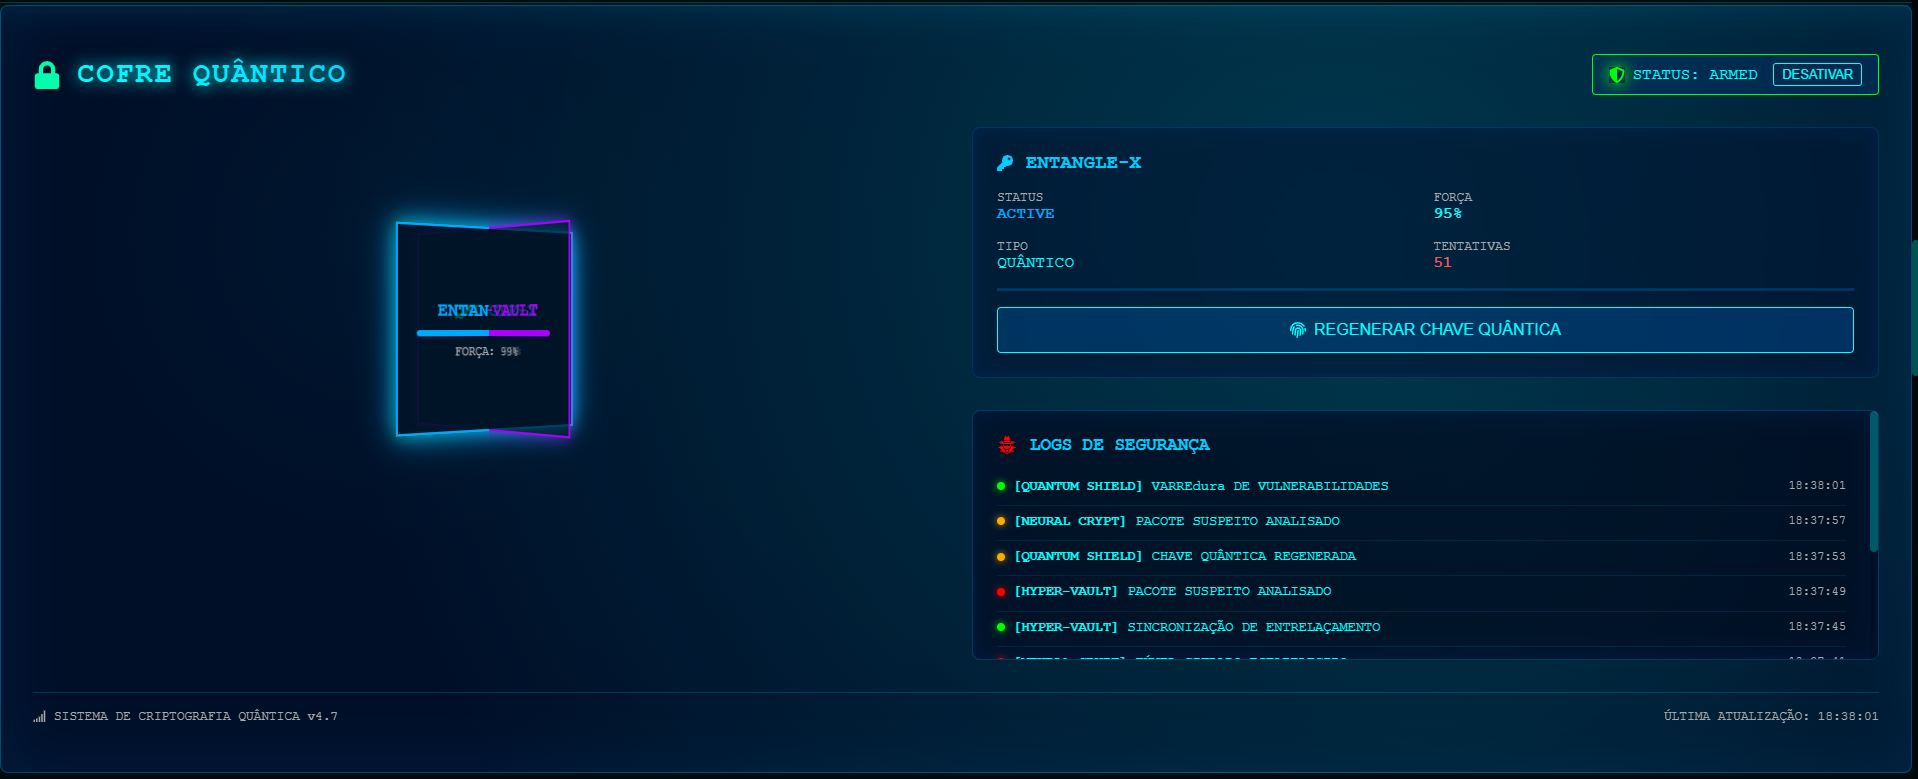 COFRE QUÂNTICO
STATUS: ARMED DESATIVAR
ENTAN VAULT
FORÇA: 99%
ENTANGLE-X
STATUS
ACTIVE
FORÇA
95%
TIPO
QUÂNTICO
TENTATIVAS
51
REGENERAR CHAVE QUÂNTICA
LOGS DE SEGURANÇA
[QUANTUM SHIELD] VARREdura DE VULNERABILIDADES 18:38:01
[NEURAL CRYPT] PACOTE SUSPEITO ANALISADO 18:37:57
[QUANTUM SHIELD] CHAVE QUÂNTICA REGENERADA 18:37:53
[HYPER-VAULT] PACOTE SUSPEITO ANALISADO 18:37:49
[HYPER-VAULT] SINCRONIZAÇÃO DE ENTRELAÇAMENTO 18:37:45
SISTEMA DE CRIPTOGRAFIA QUÂNTICA v4.7
ÚLTIMA ATUALIZAÇÃO: 18:38:01